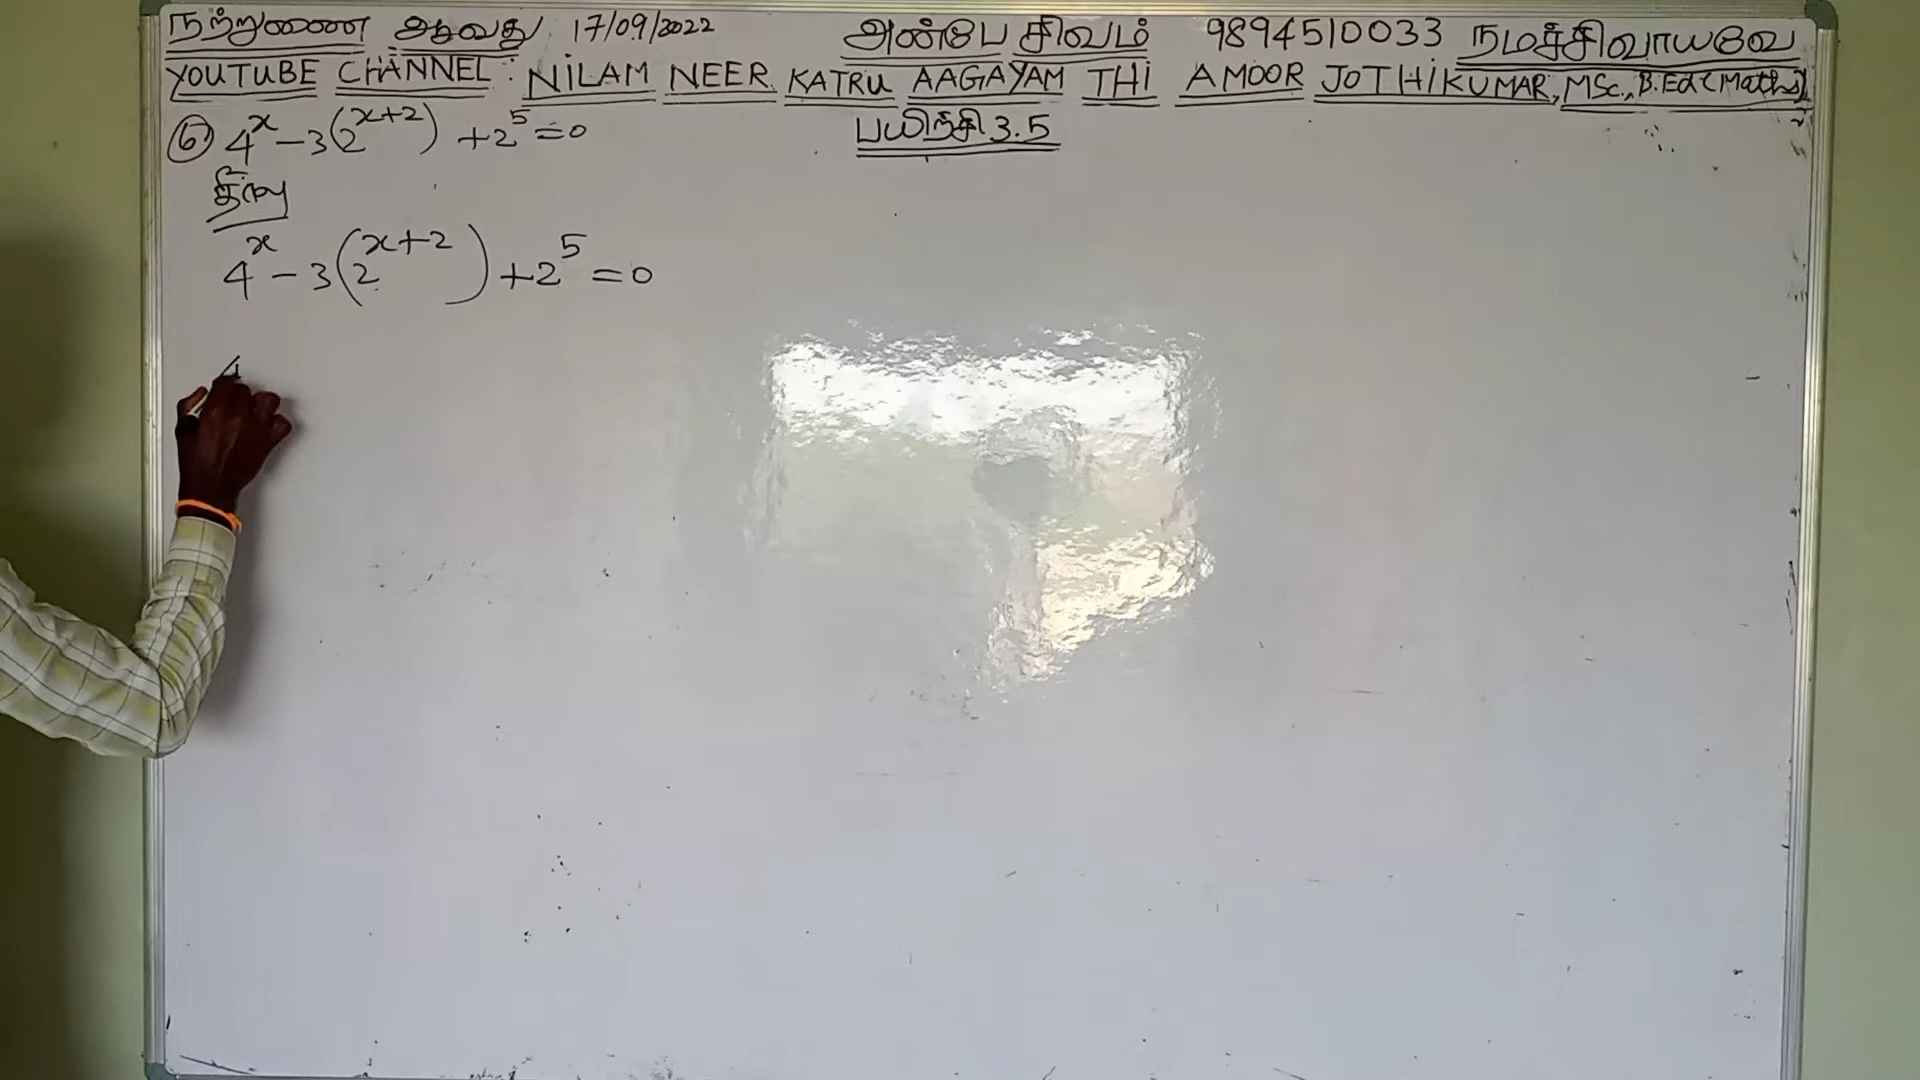 நற்றுணை ஆவது 17/09/2022 அன்பே சிவம் 9894510033 நமச்சிவாயவே
YOUTUBE CHANNEL: NILAM NEER KATRU AAGAYAM THI AMOOR JOTHIKUMAR, MSc., B.Ed (Maths)
⑥ 4^x - 3(2^{x+2}) + 2^5 = 0 பயிற்சி 3.5
தீர்வு
4^x - 3(2^{x+2}) + 2^5 = 0
4